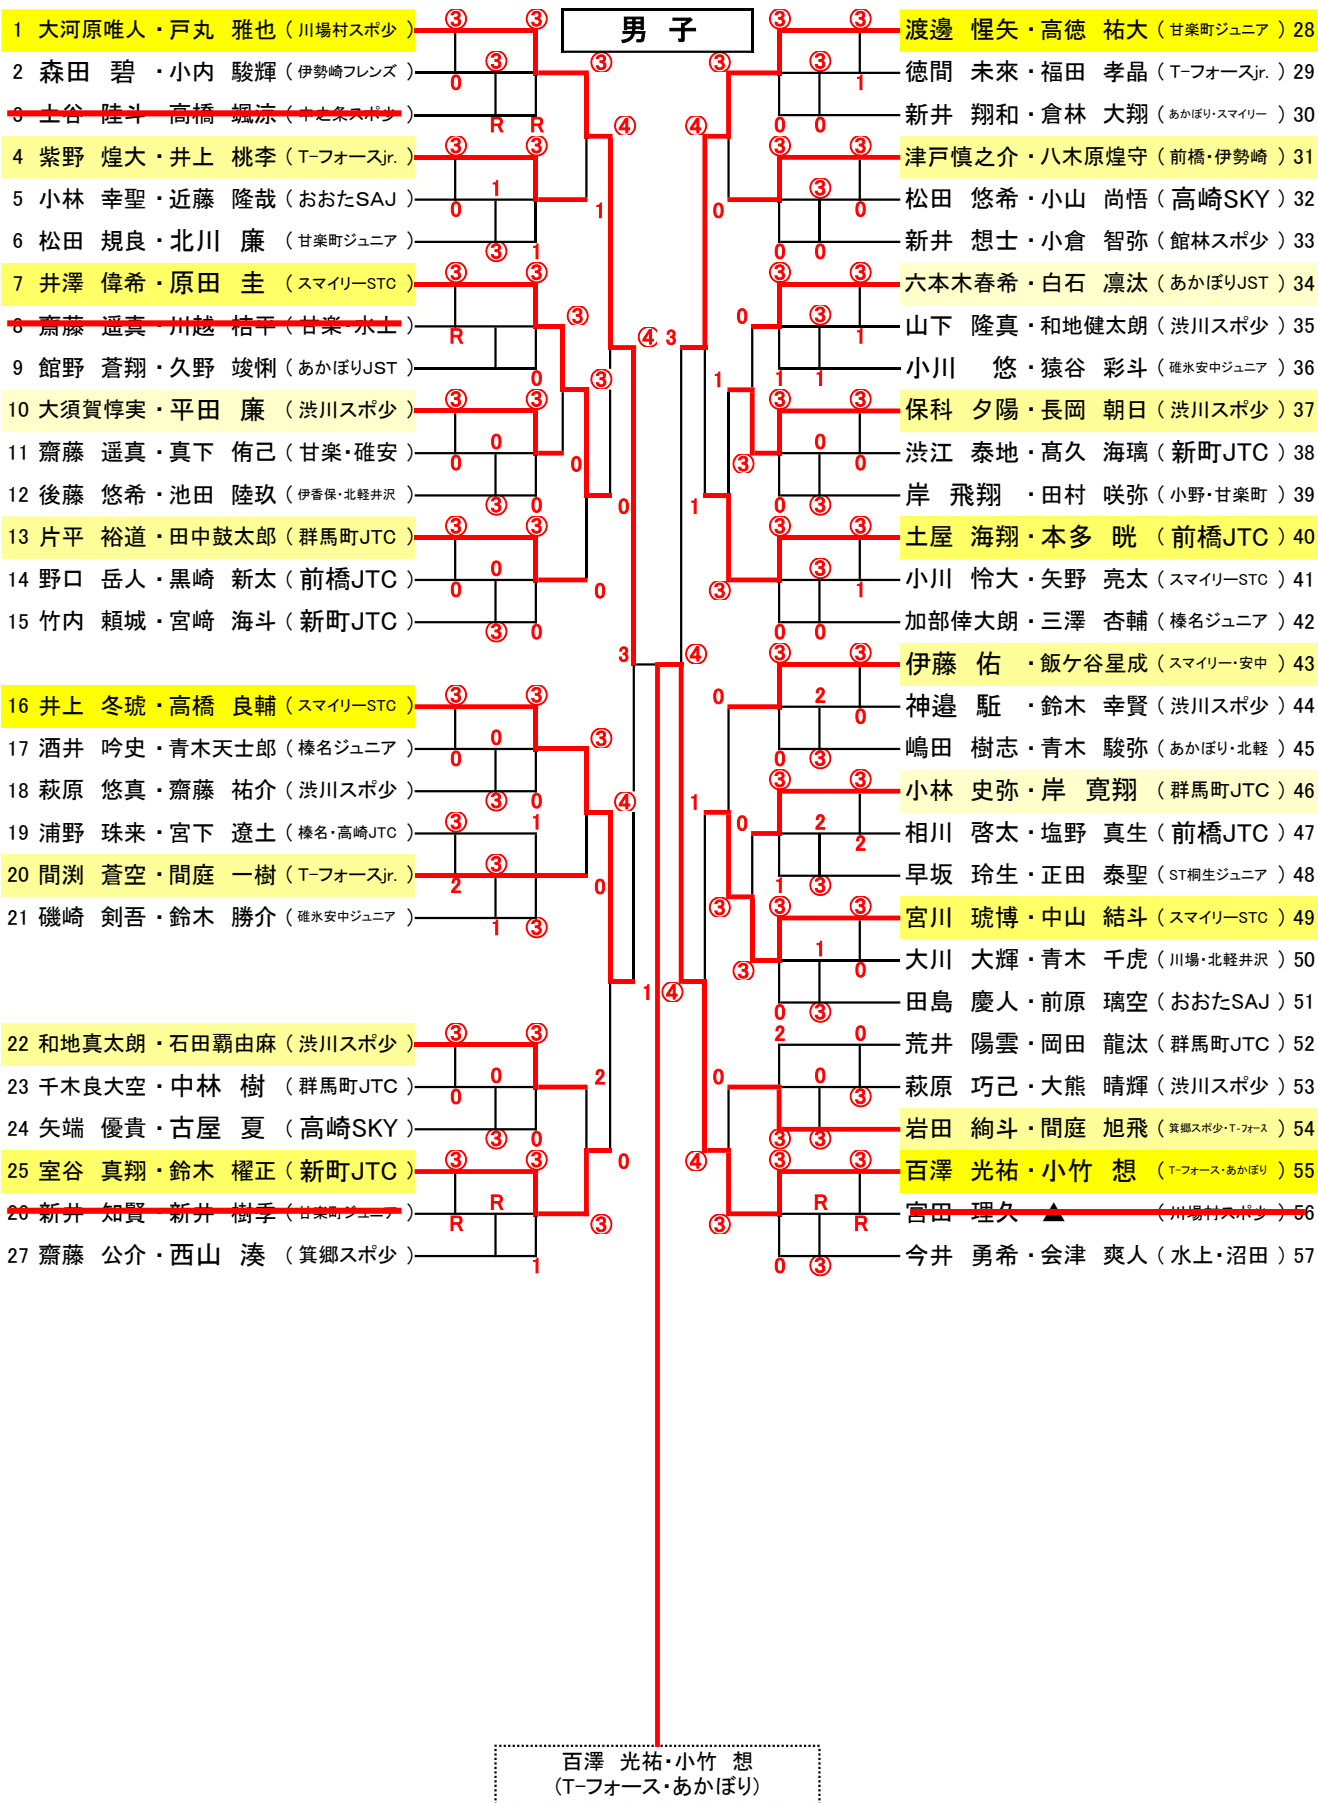 男 子
1 大河原唯人・戸丸 雅也 ( 川場村スポ少 )
2 森田 碧 ・小内 駿輝 ( 伊勢崎フレンズ )
3 土谷 陸斗 高橋 颯涼 ( 中之条スポ少 )
4 紫野 煌大・井上 桃李 ( T-フォースjr. )
5 小林 幸聖・近藤 隆哉 ( おおたSAJ )
6 松田 規良・北川 廉 ( 甘楽町ジュニア )
7 井澤 偉希・原田 圭 ( スマイリーSTC )
8 齋藤 遥真・川越 桔平 ( 甘楽・水上 )
9 館野 蒼翔・久野 竣悧 ( あかぼりJST )
10 大須賀惇実・平田 廉 ( 渋川スポ少 )
11 齋藤 遥真・真下 侑己 ( 甘楽・碓安 )
12 後藤 悠希・池田 陸玖 ( 伊香保・北軽井沢 )
13 片平 裕道・田中鼓太郎 ( 群馬町JTC )
14 野口 岳人・黒崎 新太 ( 前橋JTC )
15 竹内 頼城・宮﨑 海斗 ( 新町JTC )
16 井上 冬琥・高橋 良輔 ( スマイリーSTC )
17 酒井 吟史・青木天士郎 ( 榛名ジュニア )
18 萩原 悠真・齋藤 祐介 ( 渋川スポ少 )
19 浦野 珠来・宮下 遼土 ( 榛名・高崎JTC )
20 間渕 蒼空・間庭 一樹 ( T-フォースjr. )
21 磯崎 剣吾・鈴木 勝介 ( 碓氷安中ジュニア )
22 和地真太朗・石田覇由麻 ( 渋川スポ少 )
23 千木良大空・中林 樹 ( 群馬町JTC )
24 矢端 優貴・古屋 夏 ( 高崎SKY )
25 室谷 真翔・鈴木 櫂正 ( 新町JTC )
26 新井 知賢・新井 樹季 ( 甘楽町ジュニア )
27 齋藤 公介・西山 湊 ( 箕郷スポ少 )
渡邊 惺矢・高徳 祐大 ( 甘楽町ジュニア ) 28
徳間 未來・福田 孝晶 ( T-フォースjr. ) 29
新井 翔和・倉林 大翔 ( あかぼり・スマイリー ) 30
津戸慎之介・八木原煌守 ( 前橋・伊勢崎 ) 31
松田 悠希・小山 尚悟 ( 高崎SKY ) 32
新井 想士・小倉 智弥 ( 館林スポ少 ) 33
六本木春希・白石 凛汰 ( あかぼりJST ) 34
山下 隆真・和地健太朗 ( 渋川スポ少 ) 35
小川 悠・猿谷 彩斗 ( 碓氷安中ジュニア ) 36
保科 夕陽・長岡 朝日 ( 渋川スポ少 ) 37
渋江 泰地・髙久 海璃 ( 新町JTC ) 38
岸 飛翔 ・田村 咲弥 ( 小野・甘楽町 ) 39
土屋 海翔・本多 晄 ( 前橋JTC ) 40
小川 怜大・矢野 亮太 ( スマイリーSTC ) 41
加部倖大朗・三澤 杏輔 ( 榛名ジュニア ) 42
伊藤 佑 ・飯ケ谷星成 ( スマイリー・安中 ) 43
神邉 駈 ・鈴木 幸賢 ( 渋川スポ少 ) 44
嶋田 樹志・青木 駿弥 ( あかぼり・北軽 ) 45
小林 史弥・岸 寛翔 ( 群馬町JTC ) 46
相川 啓太・塩野 真生 ( 前橋JTC ) 47
早坂 玲生・正田 泰聖 ( ST桐生ジュニア ) 48
宮川 琥博・中山 結斗 ( スマイリーSTC ) 49
大川 大輝・青木 千虎 ( 川場・北軽井沢 ) 50
田島 慶人・前原 璃空 ( おおたSAJ ) 51
荒井 陽雲・岡田 龍汰 ( 群馬町JTC ) 52
萩原 巧己・大熊 晴輝 ( 渋川スポ少 ) 53
岩田 絢斗・間庭 旭飛 ( 箕郷スポ少・T-フォース ) 54
百澤 光祐・小竹 想 ( T-フォース・あかぼり ) 55
宮田 理久 ▲ ( 川場村スポ少 ) 56
今井 勇希・会津 爽人 ( 水上・沼田 ) 57
百澤 光祐・小竹 想
(T-フォース・あかぼり)